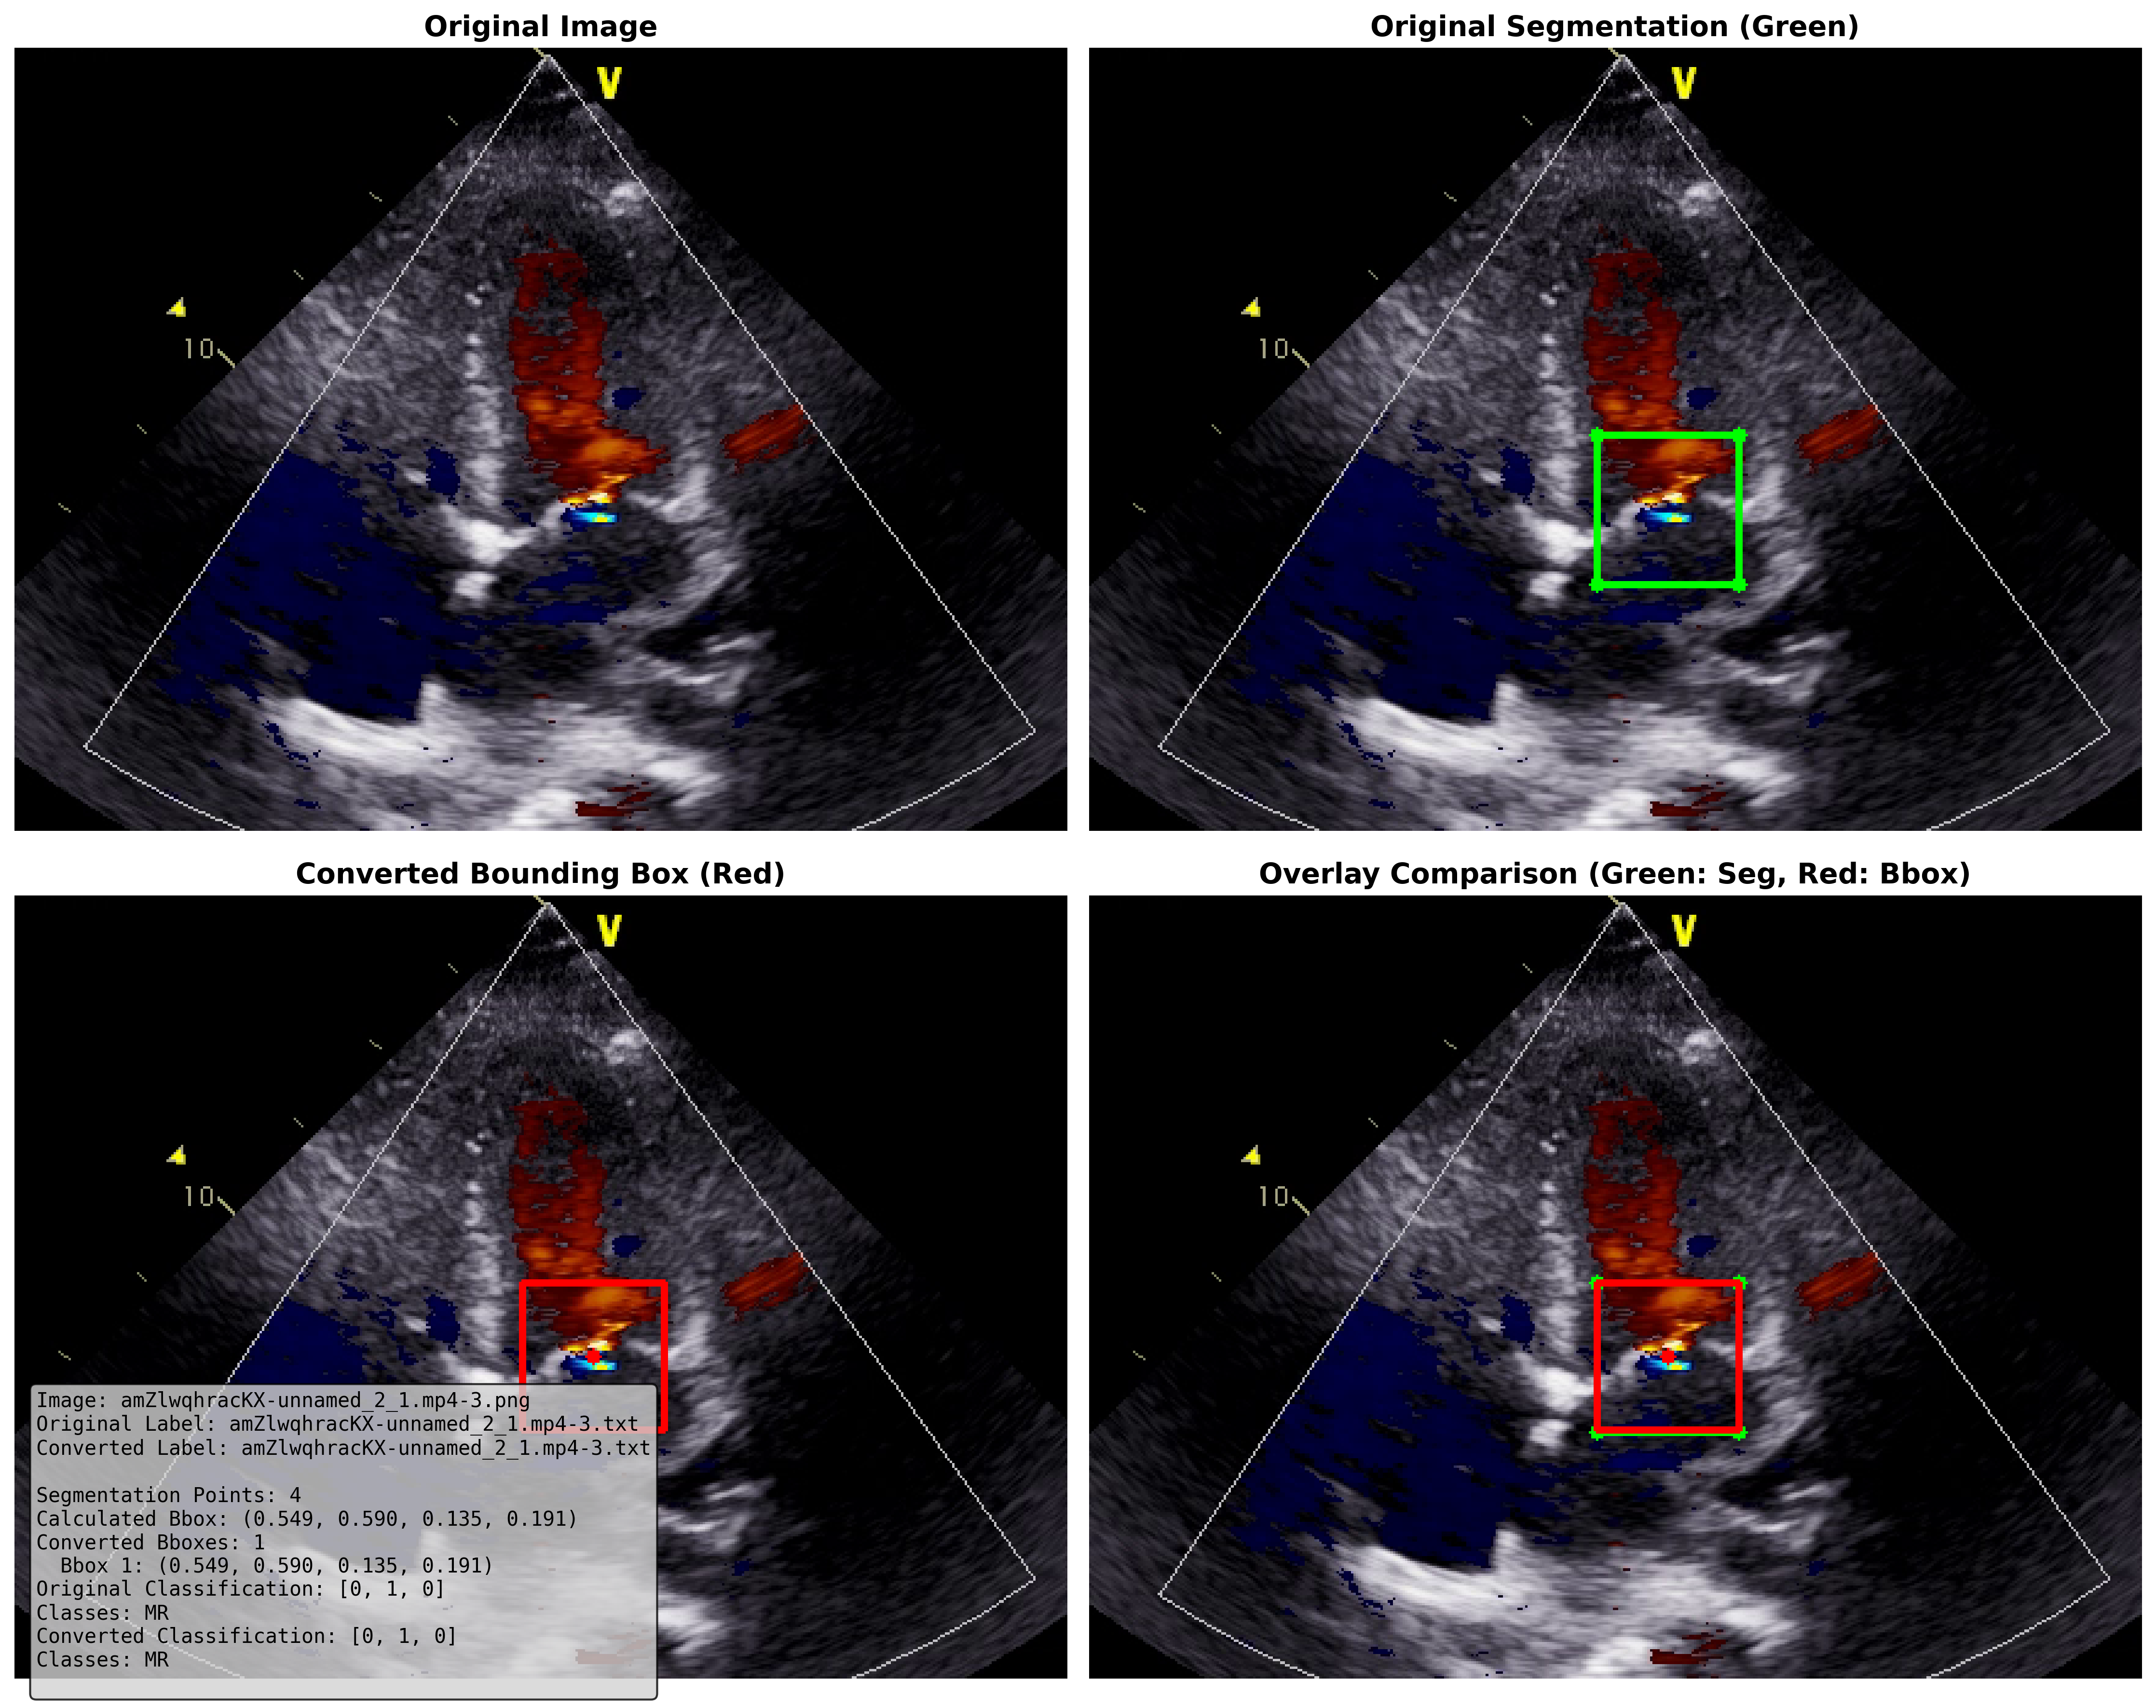 Original Image
Original Segmentation (Green)
V
V
10
10
Converted Bounding Box (Red)
Overlay Comparison (Green: Seg, Red: Bbox)
V
V
10
10
Image: amZlwqhracKX-unnamed_2_1.mp4-3.png
Original Label: amZlwqhracKX-unnamed_2_1.mp4-3.txt
Converted Label: amZlwqhracKX-unnamed_2_1.mp4-3.txt
Segmentation Points: 4
Calculated Bbox: (0.549, 0.590, 0.135, 0.191)
Converted Bboxes: 1
Bbox 1: (0.549, 0.590, 0.135, 0.191)
Original Classification: [0, 1, 0]
Classes: MR
Converted Classification: [0, 1, 0]
Classes: MR